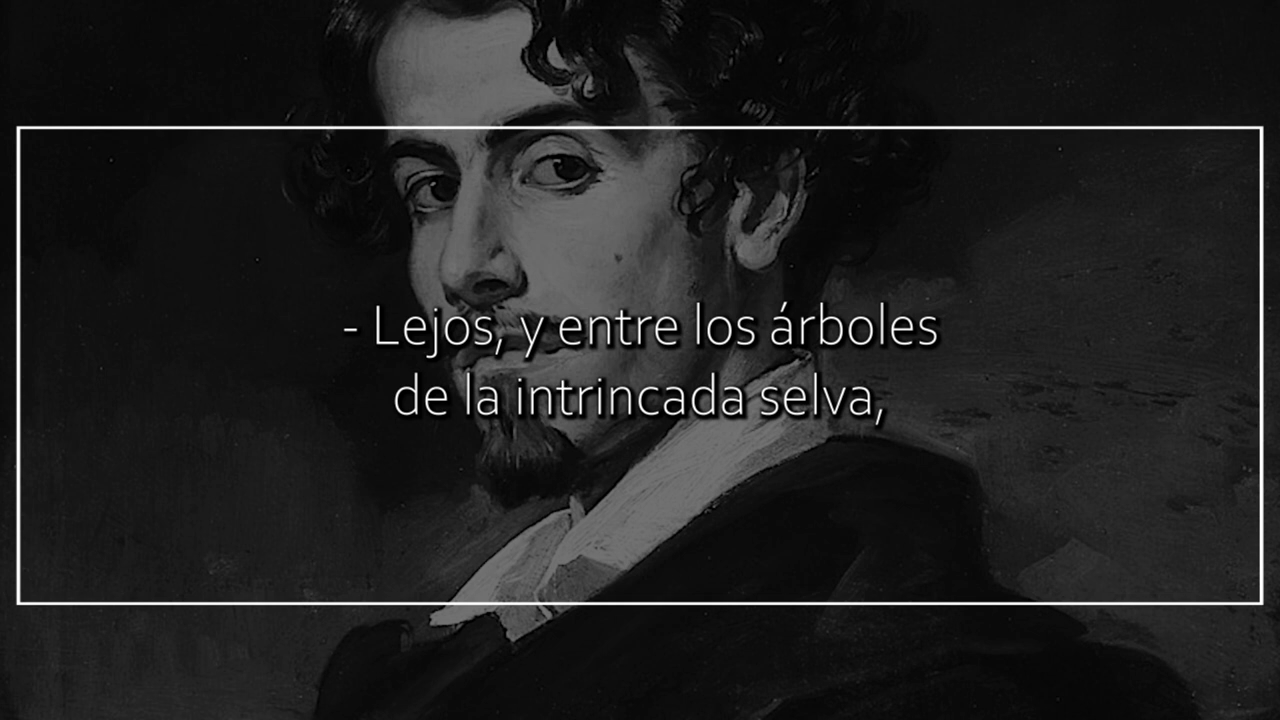 - Lejos, y entre los árboles
de la intrincada selva,